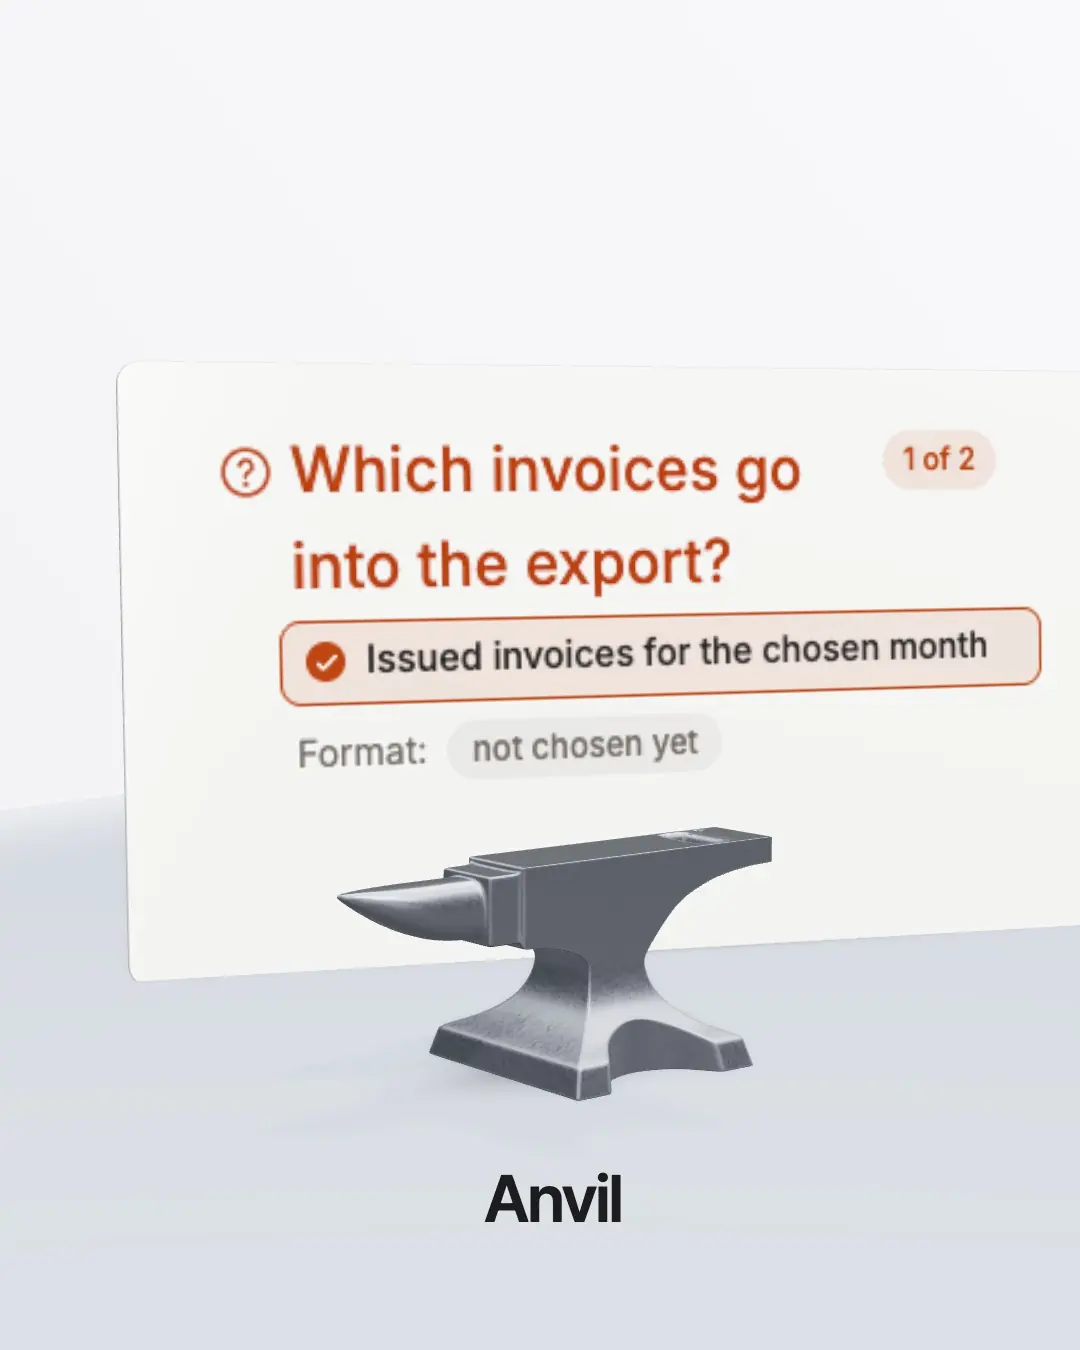 Which invoices go
1 of 2
into the export?
Issued invoices for the chosen month
Format: not chosen yet
Anvil